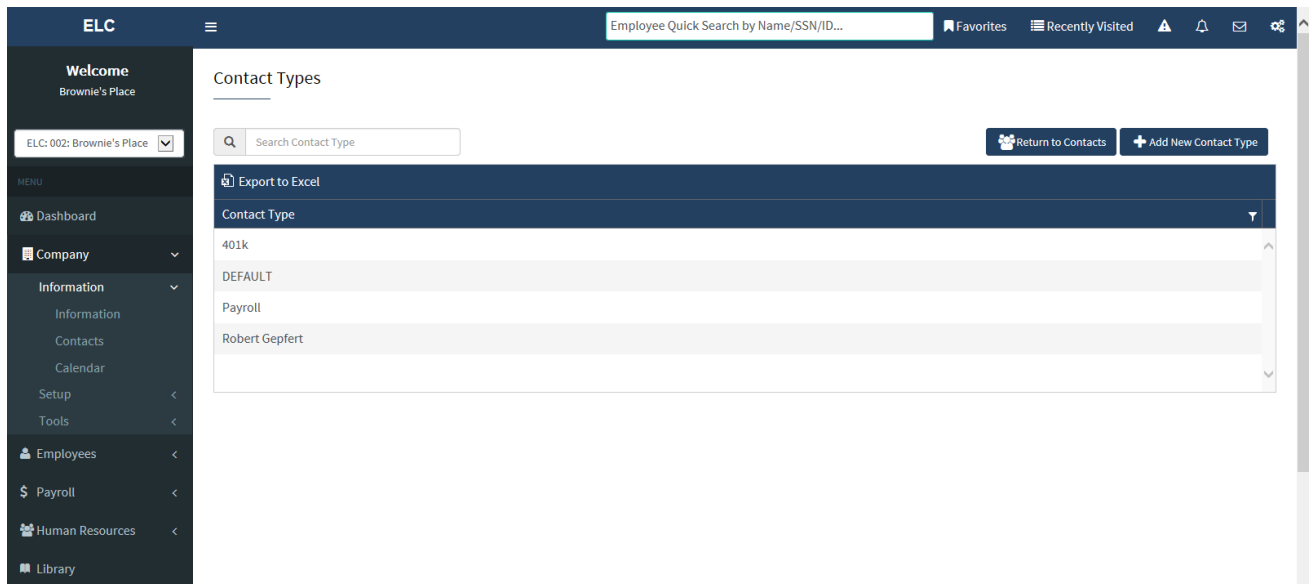 ELC
Employee Quick Search by Name/SSN/ID...
Favorites
Recently Visited
Welcome
Brownie's Place
ELC: 002: Brownie's Place
MENU
Dashboard
Company
Information
Information
Contacts
Calendar
Setup
Tools
Employees
Payroll
Human Resources
Library
Contact Types
Search Contact Type
Return to Contacts
Add New Contact Type
Export to Excel
Contact Type
401k
DEFAULT
Payroll
Robert Gepfert